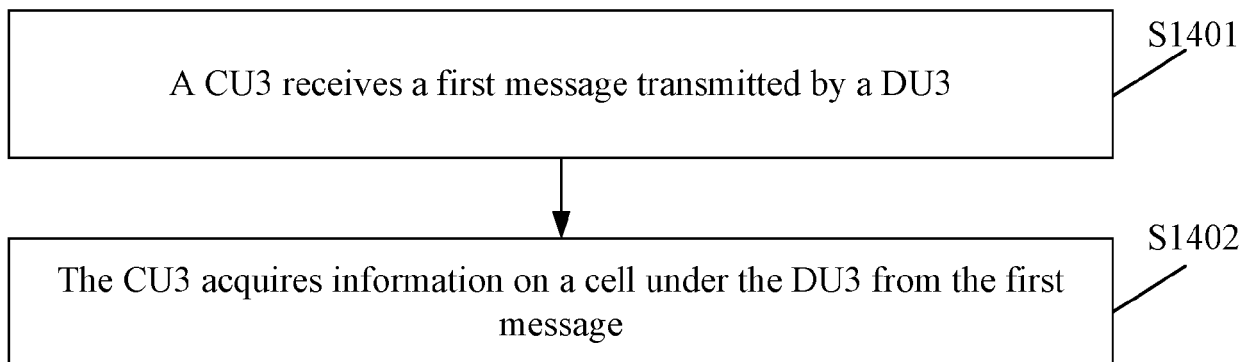 S1401
A CU3 receives a first message transmitted by a DU3
S1402
The CU3 acquires information on a cell under the DU3 from the first
message